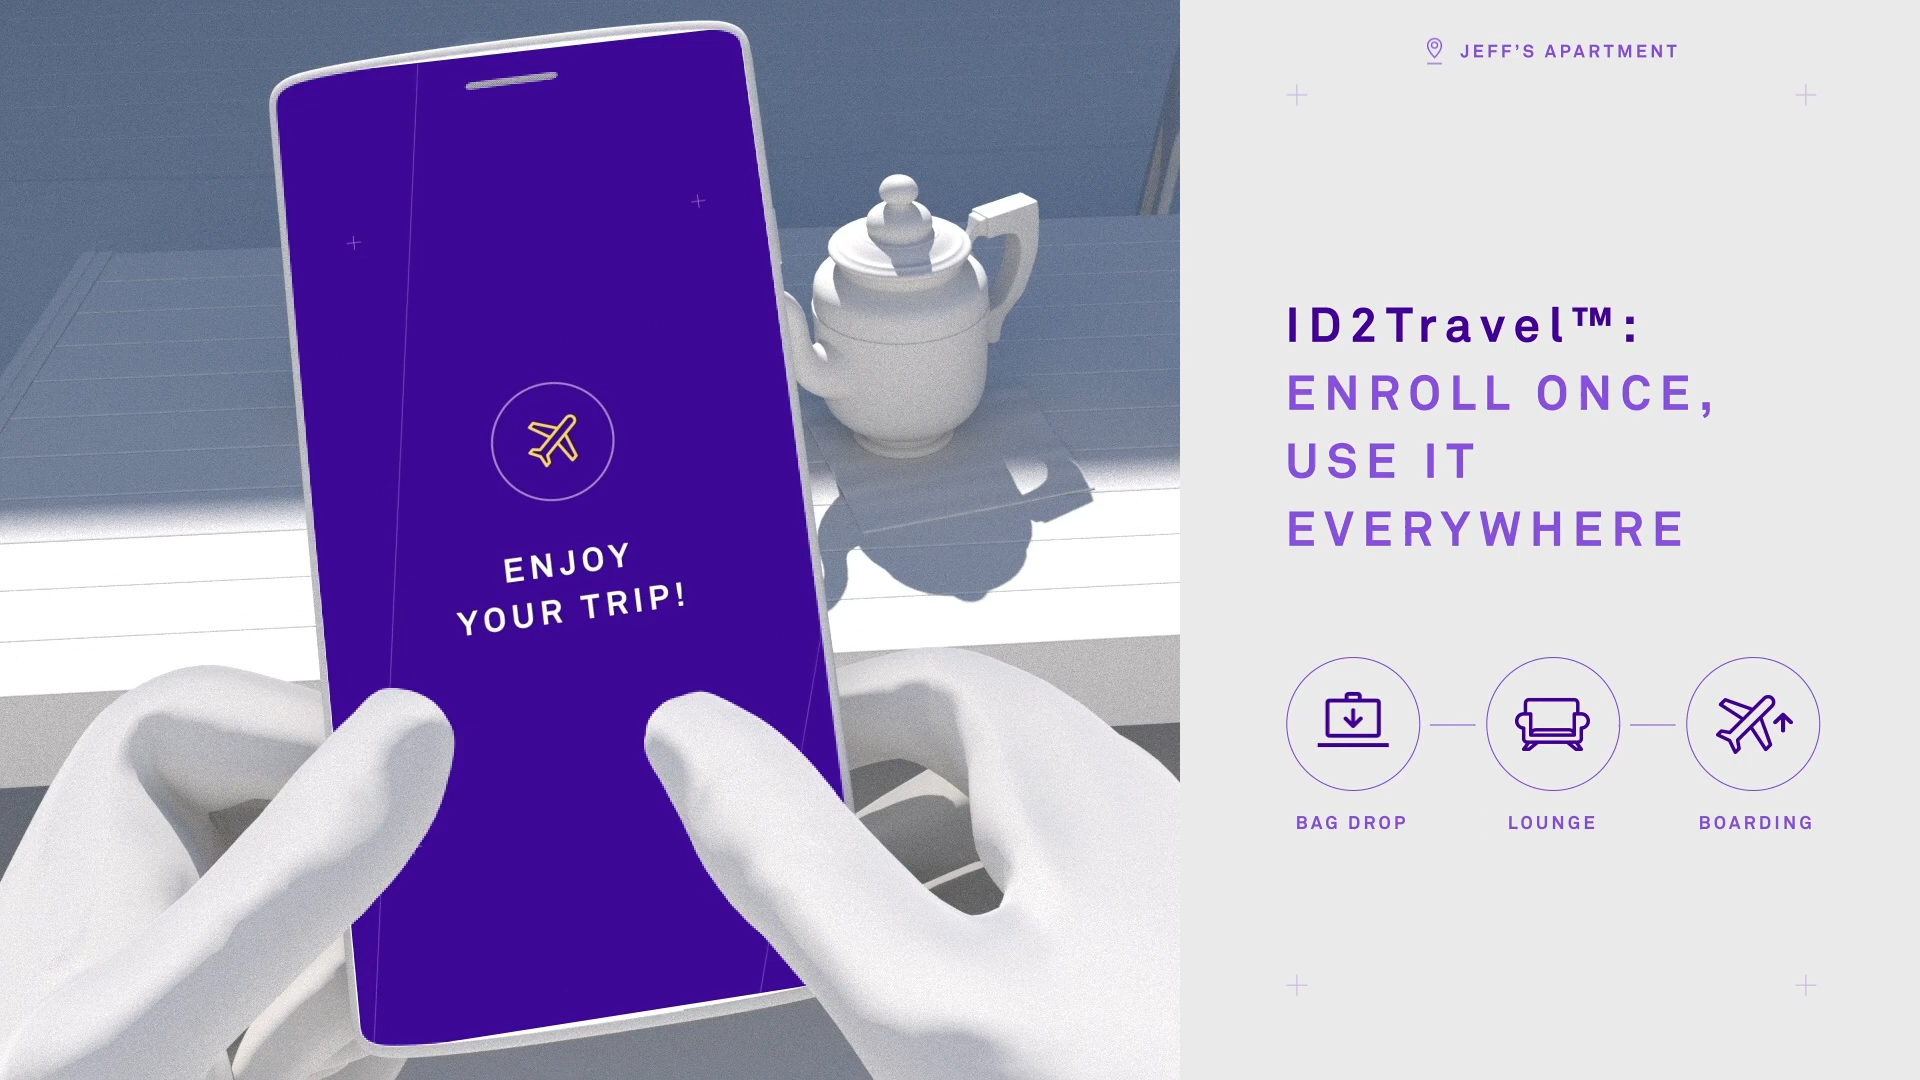 ENJOY
YOUR TRIP!
JEFF’S APARTMENT
ID2Travel™:
ENROLL ONCE,
USE IT
EVERYWHERE
BAG DROP
LOUNGE
BOARDING